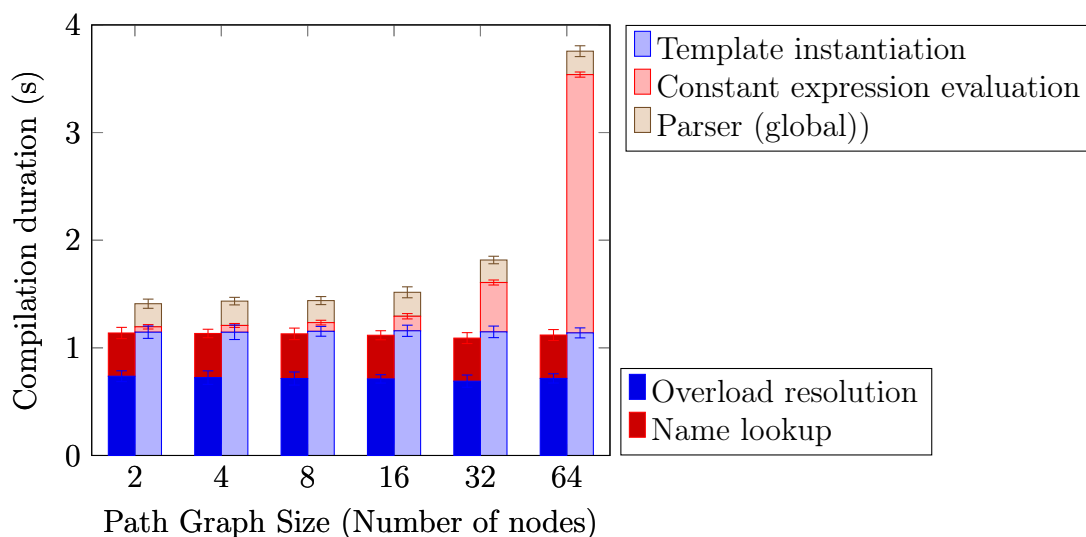 4
3
2
1
0
Compilation duration (s)
2 4 8 16 32 64
Path Graph Size (Number of nodes)
Template instantiation
Constant expression evaluation
Parser (global))
Overload resolution
Name lookup